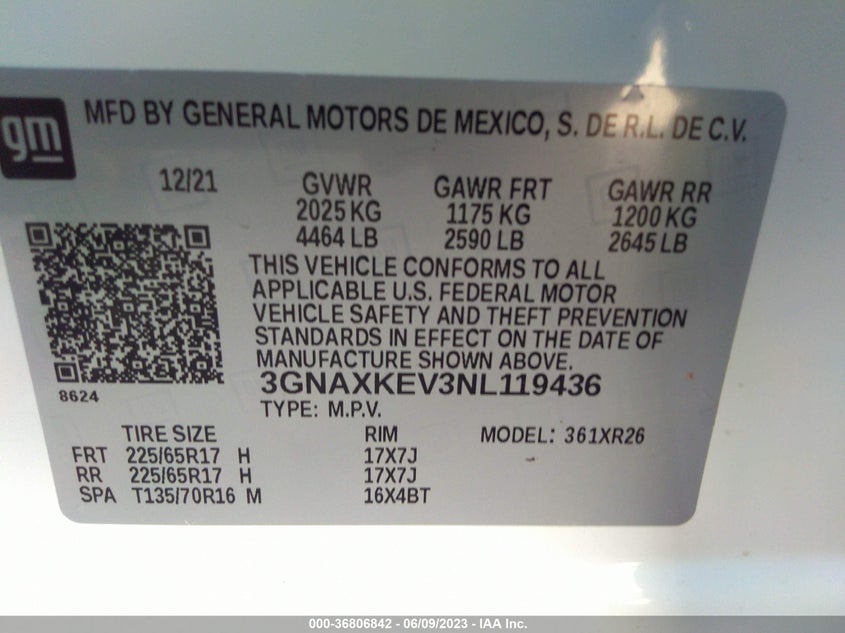 gm
MFD BY GENERAL MOTORS DE MEXICO, S. DE R.L. DE C.V.
12/21 GVWR GAWR FRT GAWR RR
2025 KG 1175 KG 1200 KG
4464 LB 2590 LB 2645 LB
THIS VEHICLE CONFORMS TO ALL
APPLICABLE U.S. FEDERAL MOTOR
VEHICLE SAFETY AND THEFT PREVENTION
STANDARDS IN EFFECT ON THE DATE OF
MANUFACTURE SHOWN ABOVE.
8624
3GNAXKEV3NL119436
TYPE: M.P.V.
TIRE SIZE RIM MODEL: 361XR26
FRT 225/65R17 H 17X7J
RR 225/65R17 H 17X7J
SPA T135/70R16 M 16X4BT
000-36806842 - 06/09/2023 - IAA Inc.